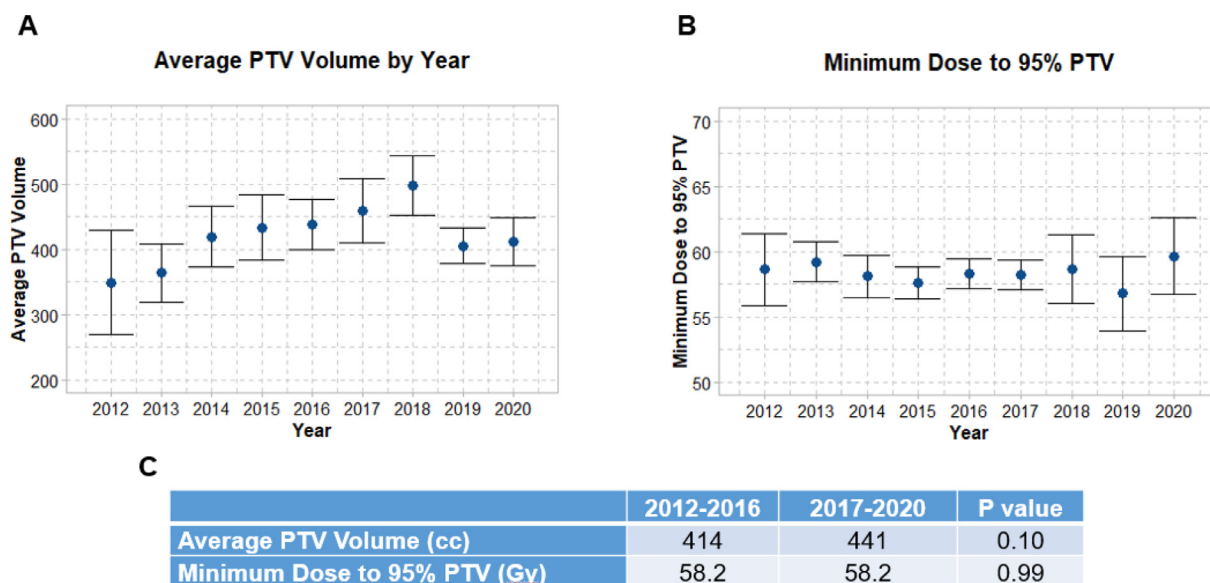 A
Average PTV Volume by Year
Average PTV Volume
600
500
400
300
200
2012 2013 2014 2015 2016 2017 2018 2019 2020
Year
B
Minimum Dose to 95% PTV
Minimum Dose to 95% PTV
70
65
60
55
50
2012 2013 2014 2015 2016 2017 2018 2019 2020
Year
C
2012-2016 2017-2020 P value
Average PTV Volume (cc) 414 441 0.10
Minimum Dose to 95% PTV (Gy) 58.2 58.2 0.99